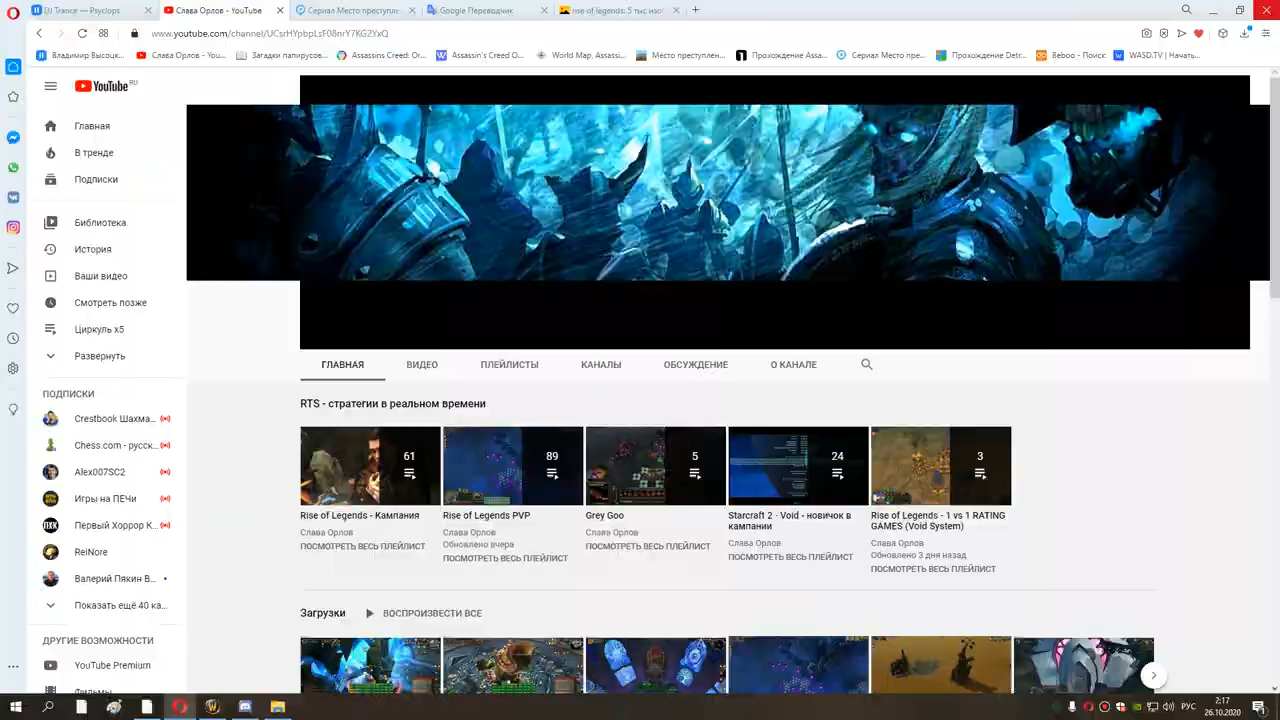 DJ Trance — Psyclops
Слава Орлов - YouTube
Сериал Место преступле
Google Переводчик
rise of legends: 5 тыс изоб
www.youtube.com/channel/UCsrHYpbpLsF08nrY7KG2YxQ
Владимир Высоцк...
Слава Орлов - You...
Загадки папирусов...
Assassins Creed: Or...
Assassin's Creed O...
World Map, Assassi...
Место преступлен...
Прохождение Assa...
Сериал Место пре...
Прохождение Detr...
Beboo - Поиск
WASD.TV | Начать...
YouTube RU
Главная
В тренде
Подписки
Библиотека
История
Ваши видео
Смотреть позже
Циркуль x5
Развернуть
ПОДПИСКИ
Crestbook Шахма...
Chess.com - русск...
Alex007SC2
Игры на ПЕЧи
Первый Хоррор К...
ReiNore
Валерий Пякин В...
Показать ещё 40 ка...
ДРУГИЕ ВОЗМОЖНОСТИ
YouTube Premium
Фильмы
ГЛАВНАЯ
ВИДЕО
ПЛЕЙЛИСТЫ
КАНАЛЫ
ОБСУЖДЕНИЕ
О КАНАЛЕ
RTS - стратегии в реальном времени
61
89
5
24
3
Rise of Legends - Кампания
Слава Орлов
ПОСМОТРЕТЬ ВЕСЬ ПЛЕЙЛИСТ
Rise of Legends PVP
Слава Орлов
Обновлено вчера
ПОСМОТРЕТЬ ВЕСЬ ПЛЕЙЛИСТ
Grey Goo
Слава Орлов
ПОСМОТРЕТЬ ВЕСЬ ПЛЕЙЛИСТ
Starcraft 2 - Void - новичок в
кампании
Слава Орлов
ПОСМОТРЕТЬ ВЕСЬ ПЛЕЙЛИСТ
Rise of Legends - 1 vs 1 RATING
GAMES (Void System)
Слава Орлов
Обновлено 3 дня назад
ПОСМОТРЕТЬ ВЕСЬ ПЛЕЙЛИСТ
Загрузки
ВОСПРОИЗВЕСТИ ВСЕ
РУС
2:17
26.10.2020